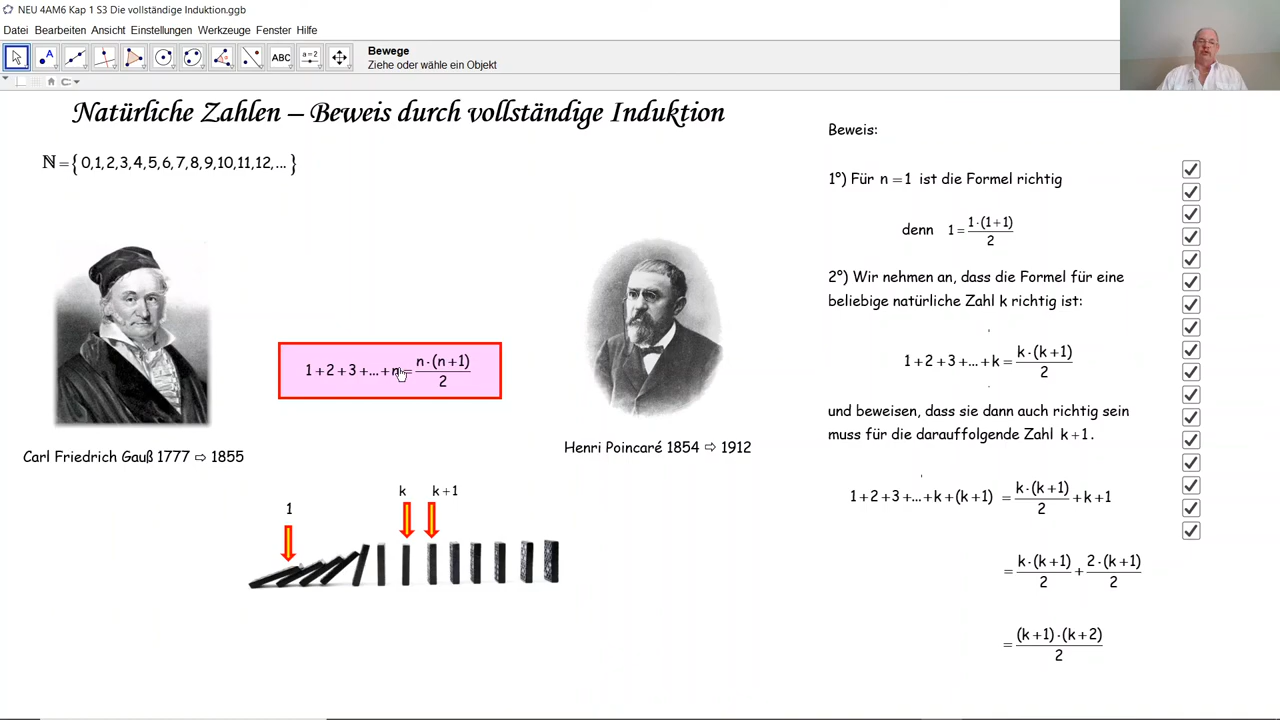 NEU 4AM6 Kap 1 S3 Die vollständige Induktion.ggb
Datei Bearbeiten Ansicht Einstellungen Werkzeuge Fenster Hilfe
A ABC a=2
Bewege
Ziehe oder wähle ein Objekt
Natürliche Zahlen – Beweis durch vollständige Induktion
ℕ = { 0,1,2,3,4,5,6,7,8,9,10,11,12,... }
1+2+3+...+n = n·(n+1)/2
Carl Friedrich Gauß 1777 ⇨ 1855
Henri Poincaré 1854 ⇨ 1912
1 k k+1
Beweis:
1°) Für n = 1 ist die Formel richtig
denn 1 = 1·(1+1)/2
2°) Wir nehmen an, dass die Formel für eine
beliebige natürliche Zahl k richtig ist:
1+2+3+...+k = k·(k+1)/2
und beweisen, dass sie dann auch richtig sein
muss für die darauffolgende Zahl k+1.
1+2+3+...+k+(k+1) = k·(k+1)/2 + k+1
= k·(k+1)/2 + 2·(k+1)/2
= (k+1)·(k+2)/2